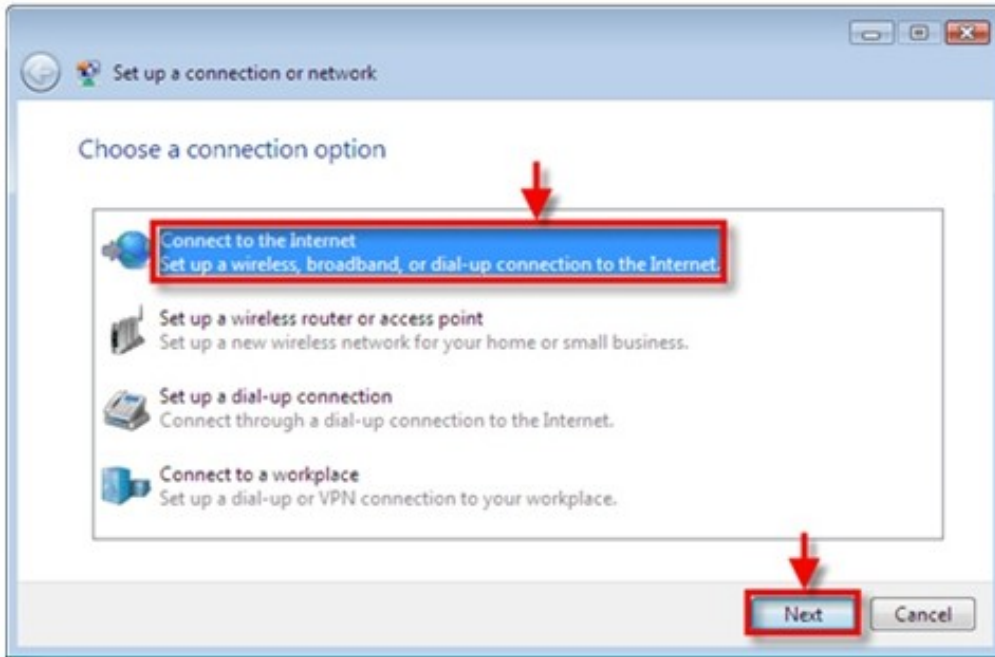 Set up a connection or network
Choose a connection option
Connect to the Internet
Set up a wireless, broadband, or dial-up connection to the Internet.
Set up a wireless router or access point
Set up a new wireless network for your home or small business.
Set up a dial-up connection
Connect through a dial-up connection to the Internet.
Connect to a workplace
Set up a dial-up or VPN connection to your workplace.
Next Cancel